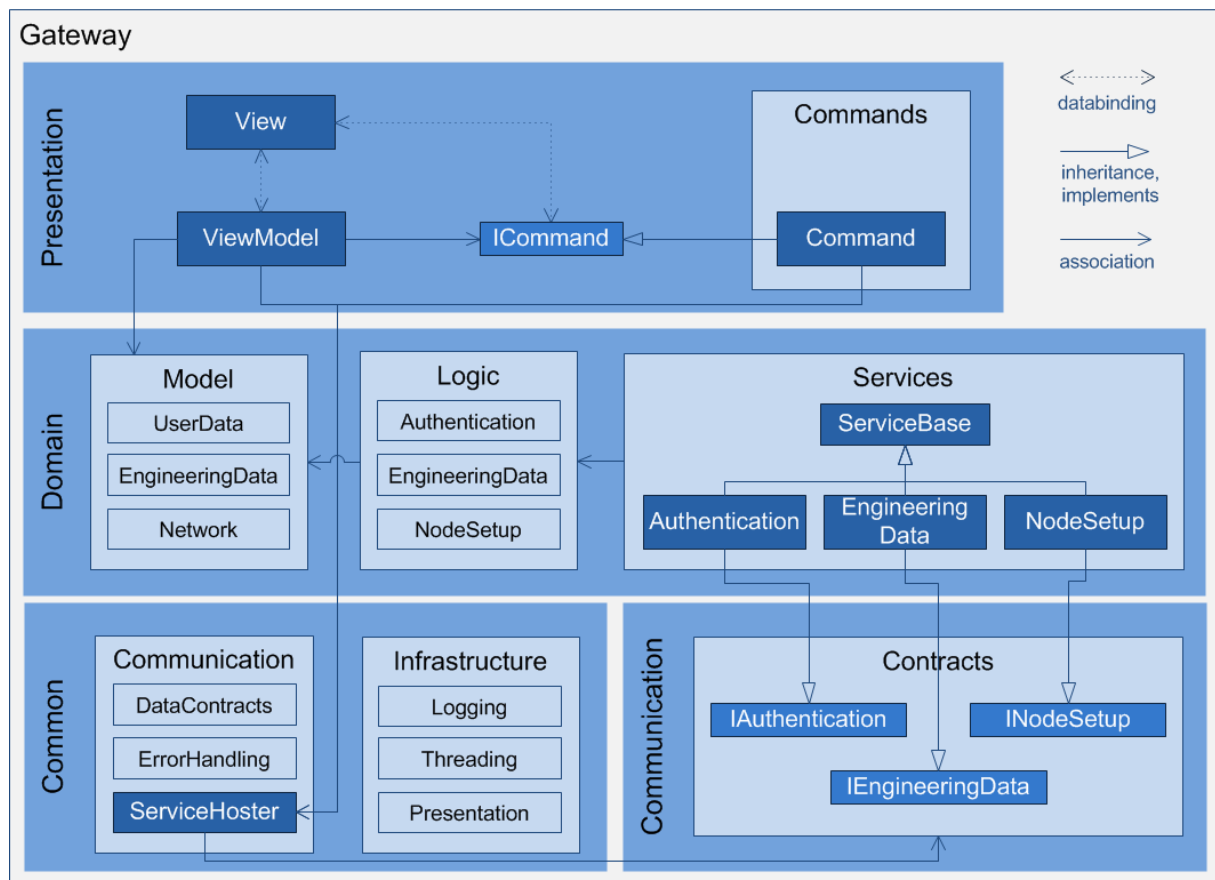 Gateway
Presentation
View
ViewModel
ICommand
Commands
Command
databinding
inheritance,
implements
association
Domain
Model
UserData
EngineeringData
Network
Logic
Authentication
EngineeringData
NodeSetup
Services
ServiceBase
Authentication
Engineering
Data
NodeSetup
Common
Communication
DataContracts
ErrorHandling
ServiceHoster
Infrastructure
Logging
Threading
Presentation
Communication
Contracts
IAuthentication
INodeSetup
IEngineeringData